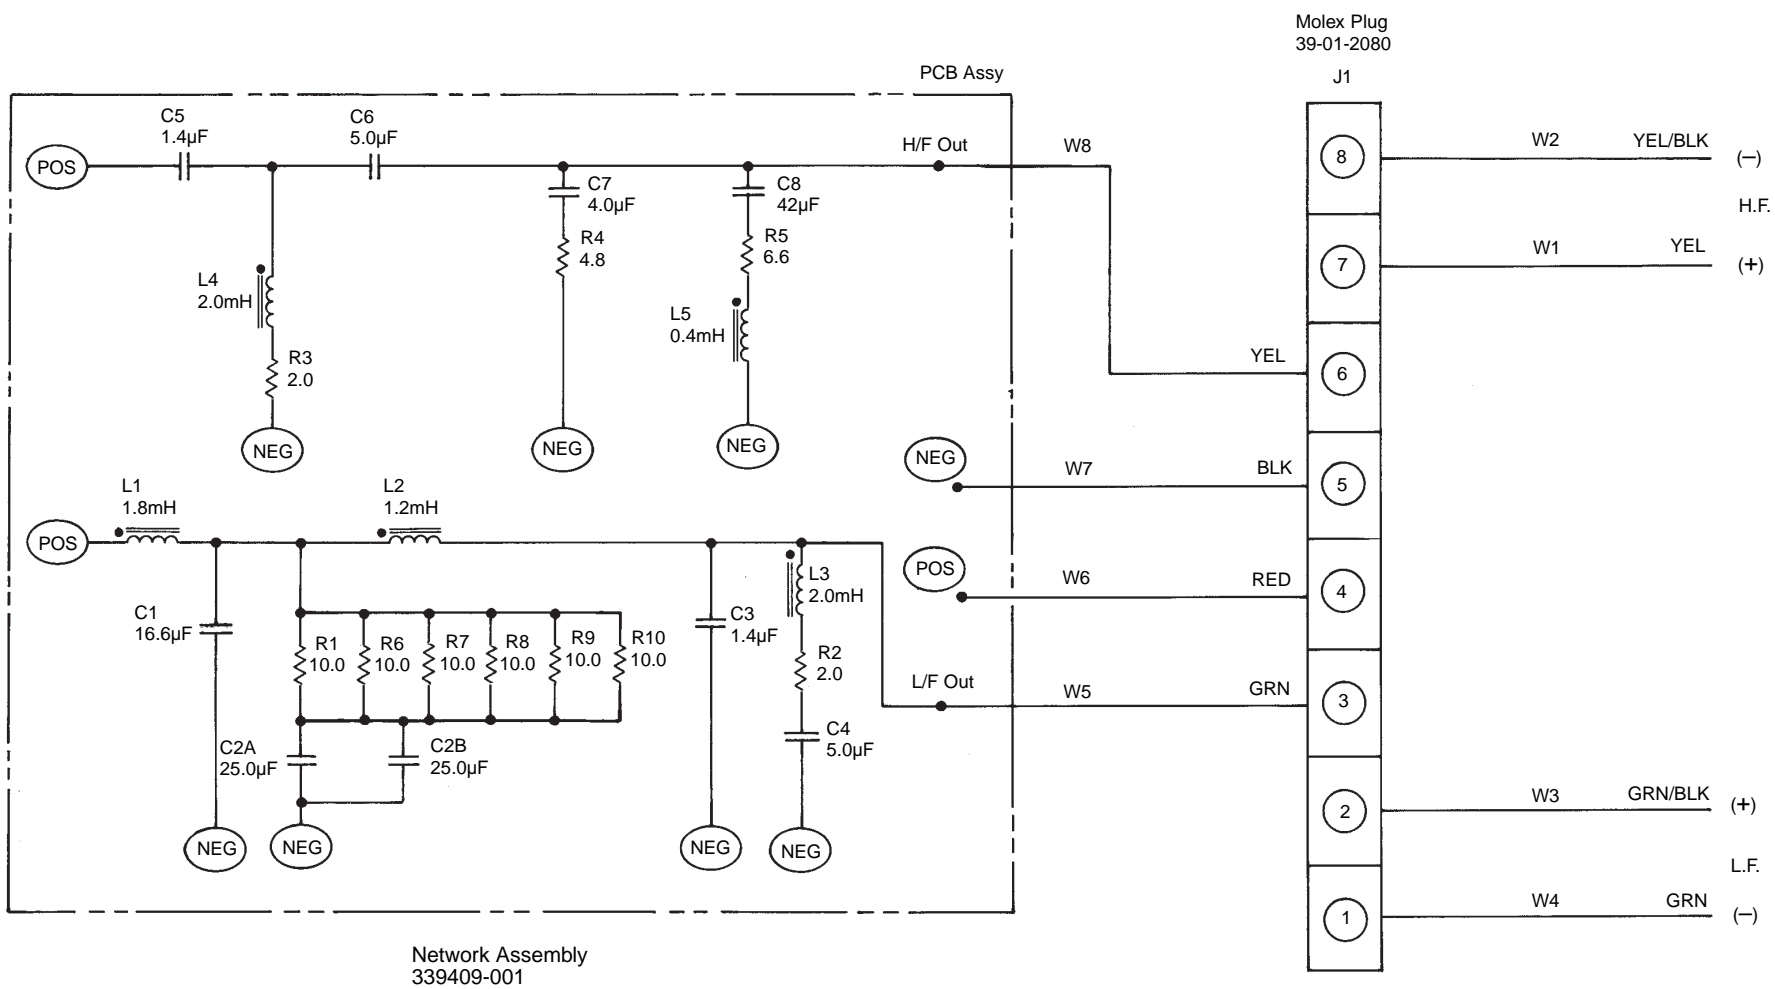 Molex Plug
39-01-2080
J1
PCB Assy
C5
1.4µF
C6
5.0µF
POS
H/F Out
W8
C7
4.0µF
C8
42µF
R4
4.8
R5
6.6
L4
2.0mH
L5
0.4mH
R3
2.0
NEG
NEG
NEG
L1
1.8mH
L2
1.2mH
POS
C1
16.6µF
R1
10.0
R6
10.0
R7
10.0
R8
10.0
R9
10.0
R10
10.0
C3
1.4µF
L3
2.0mH
R2
2.0
C2A
25.0µF
C2B
25.0µF
C4
5.0µF
NEG
NEG
NEG
NEG
NEG
W7
BLK
POS
W6
RED
L/F Out
W5
GRN
YEL
8
7
6
5
4
3
2
1
W2
YEL/BLK
(–)
H.F.
W1
YEL
(+)
W3
GRN/BLK
(+)
L.F.
W4
GRN
(–)
Network Assembly
339409-001